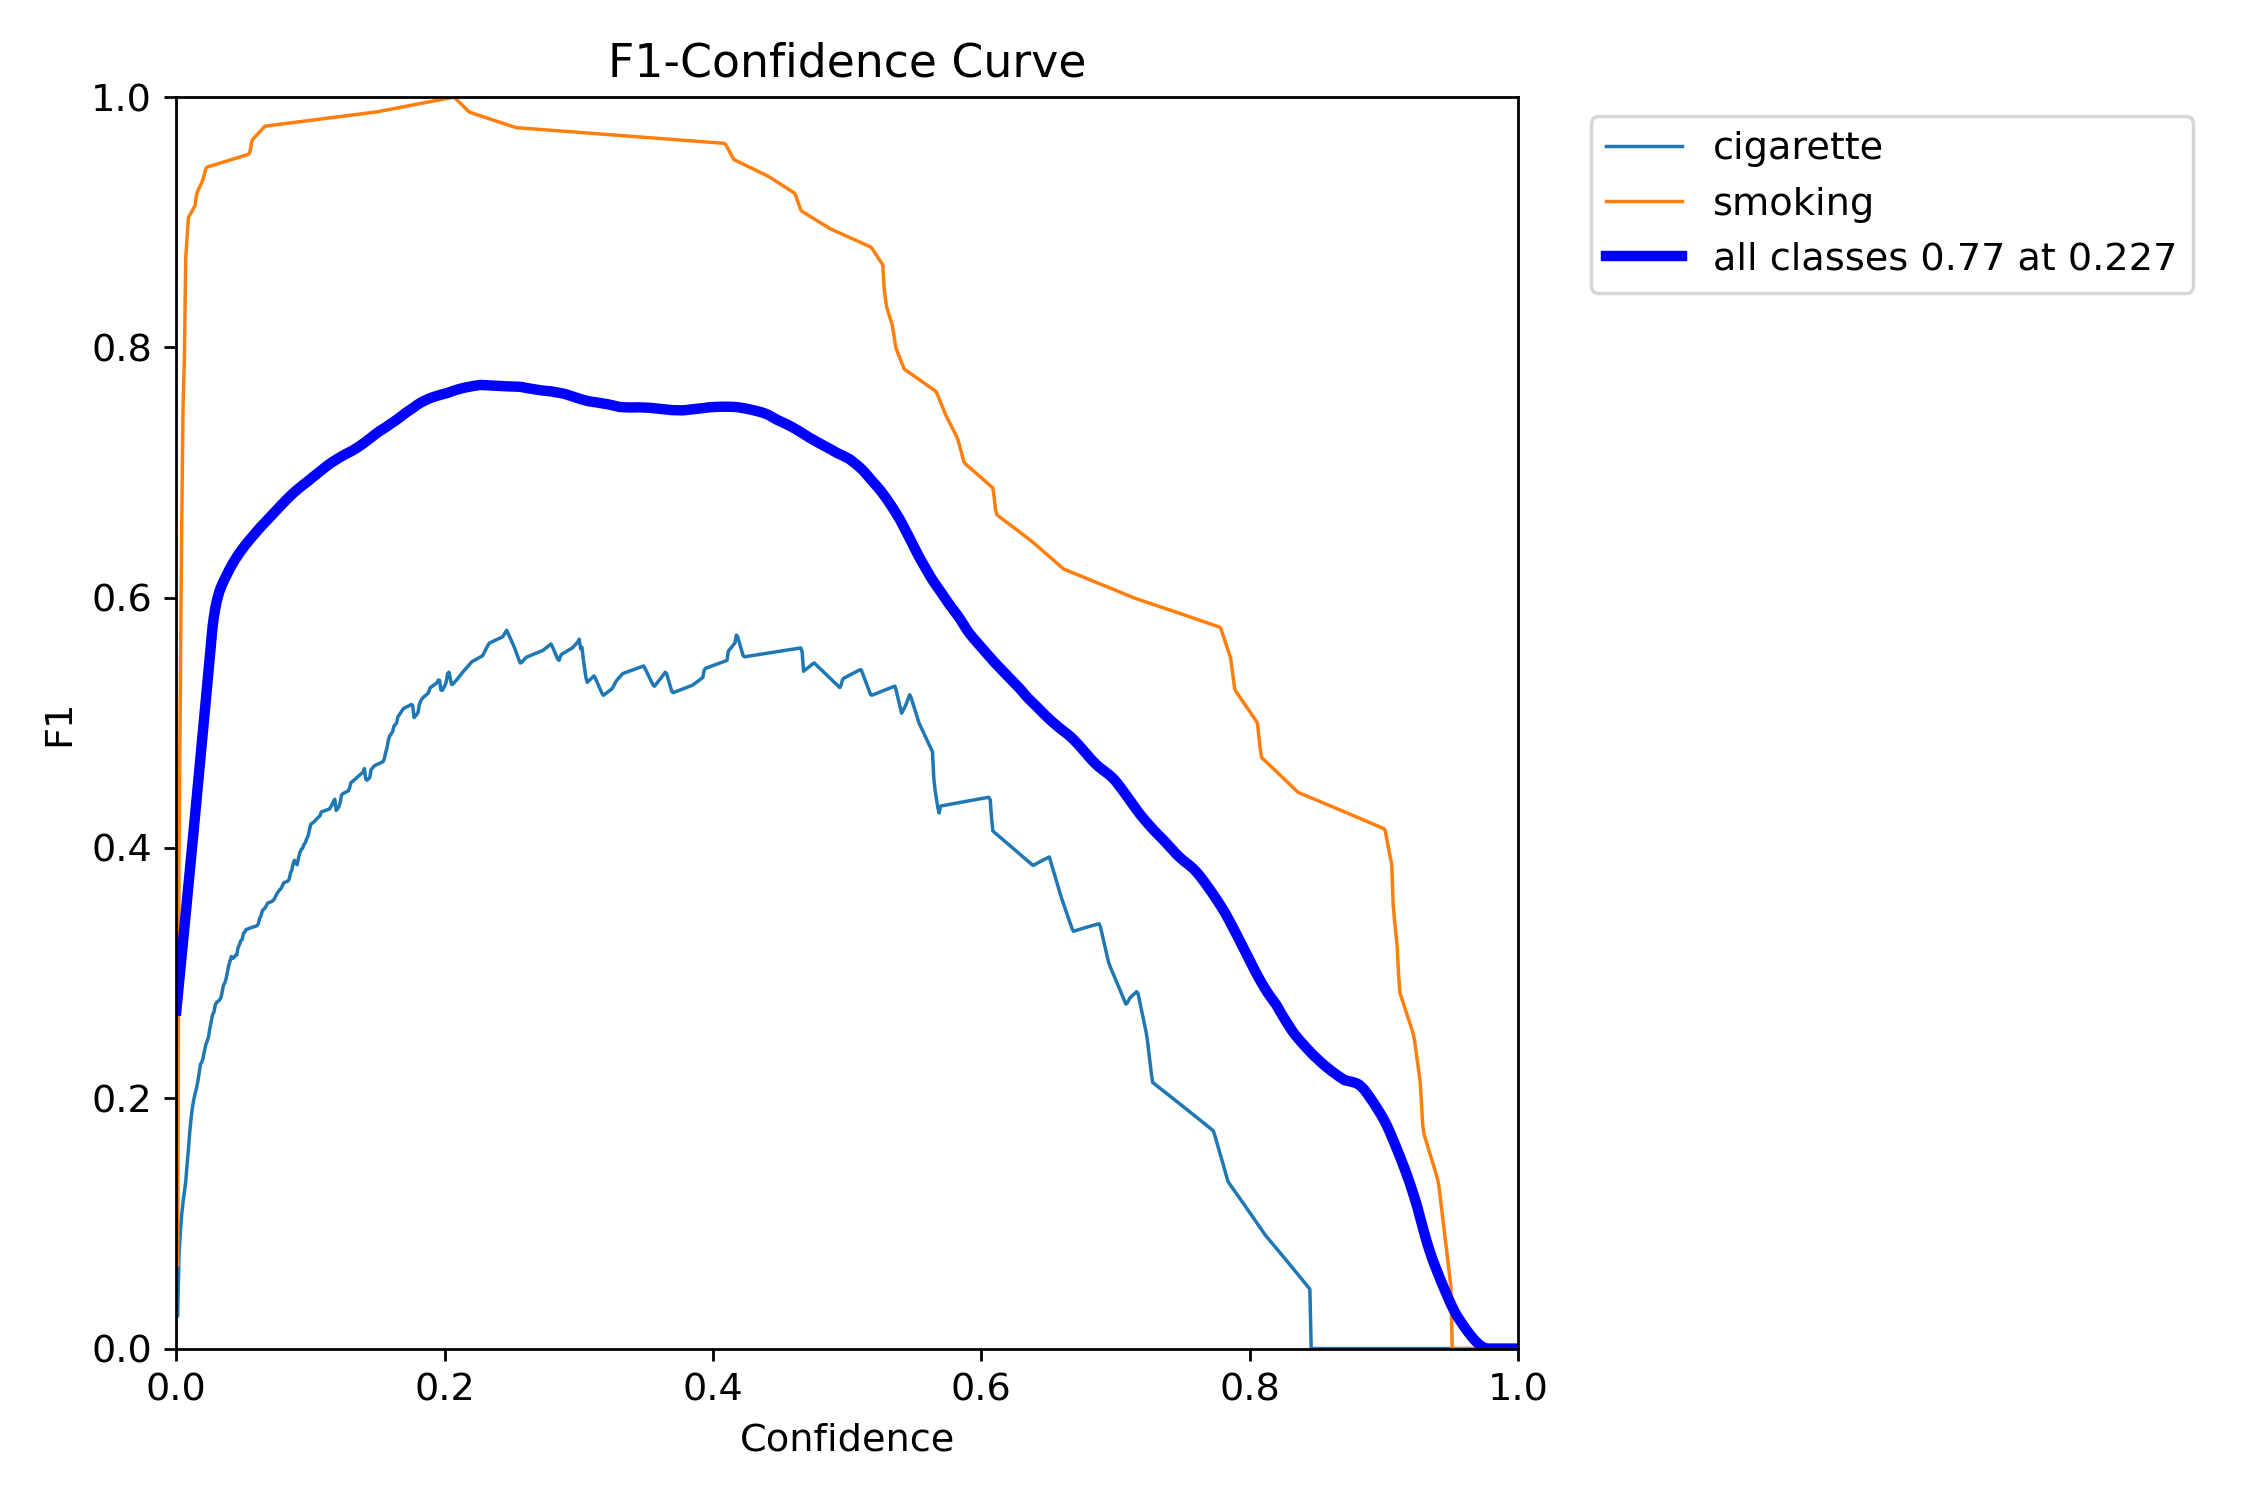 F1-Confidence Curve
1.0
0.8
0.6
0.4
0.2
0.0
F1
0.0 0.2 0.4 0.6 0.8 1.0
Confidence
cigarette
smoking
all classes 0.77 at 0.227